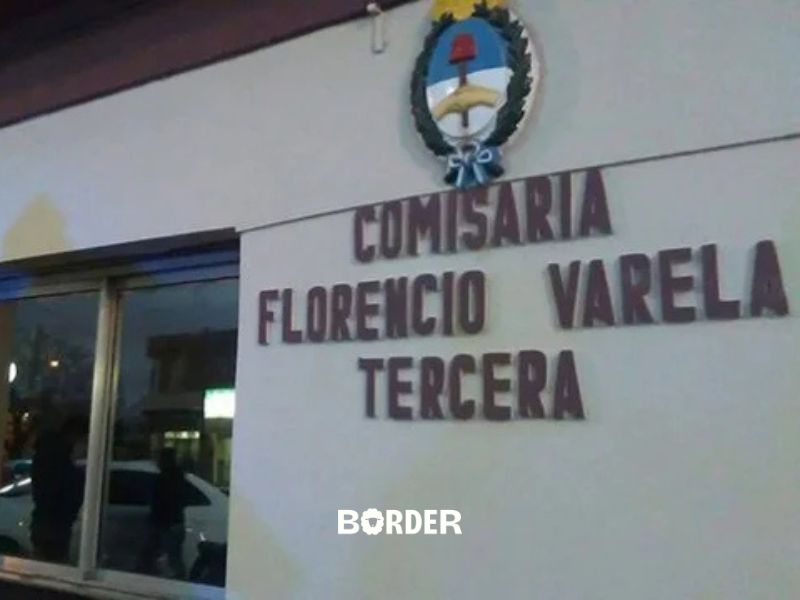 COMISARIA
FLORENCIO VARELA
TERCERA
BORDER